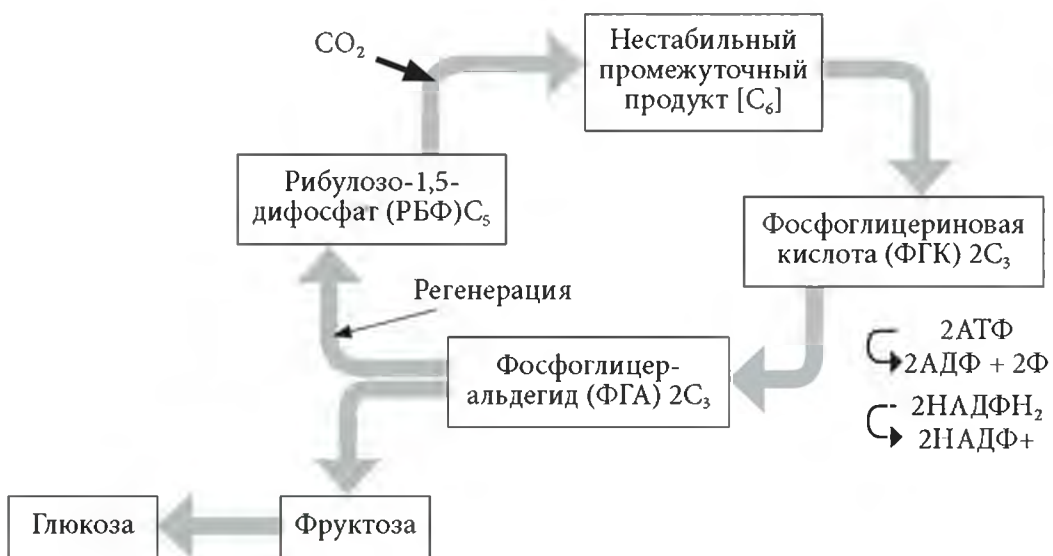 CO₂
Нестабильный
промежуточный
продукт [C₆]
Рибулозо-1,5-
дифосфат (РБФ)C₅
Фосфоглицериновая
кислота (ФГК) 2C₃
Регенерация
2АТФ
2АДФ + 2Ф
2НАДФН₂
2НАДФ+
Фосфоглицер-
альдегид (ФГА) 2C₃
Глюкоза
Фруктоза